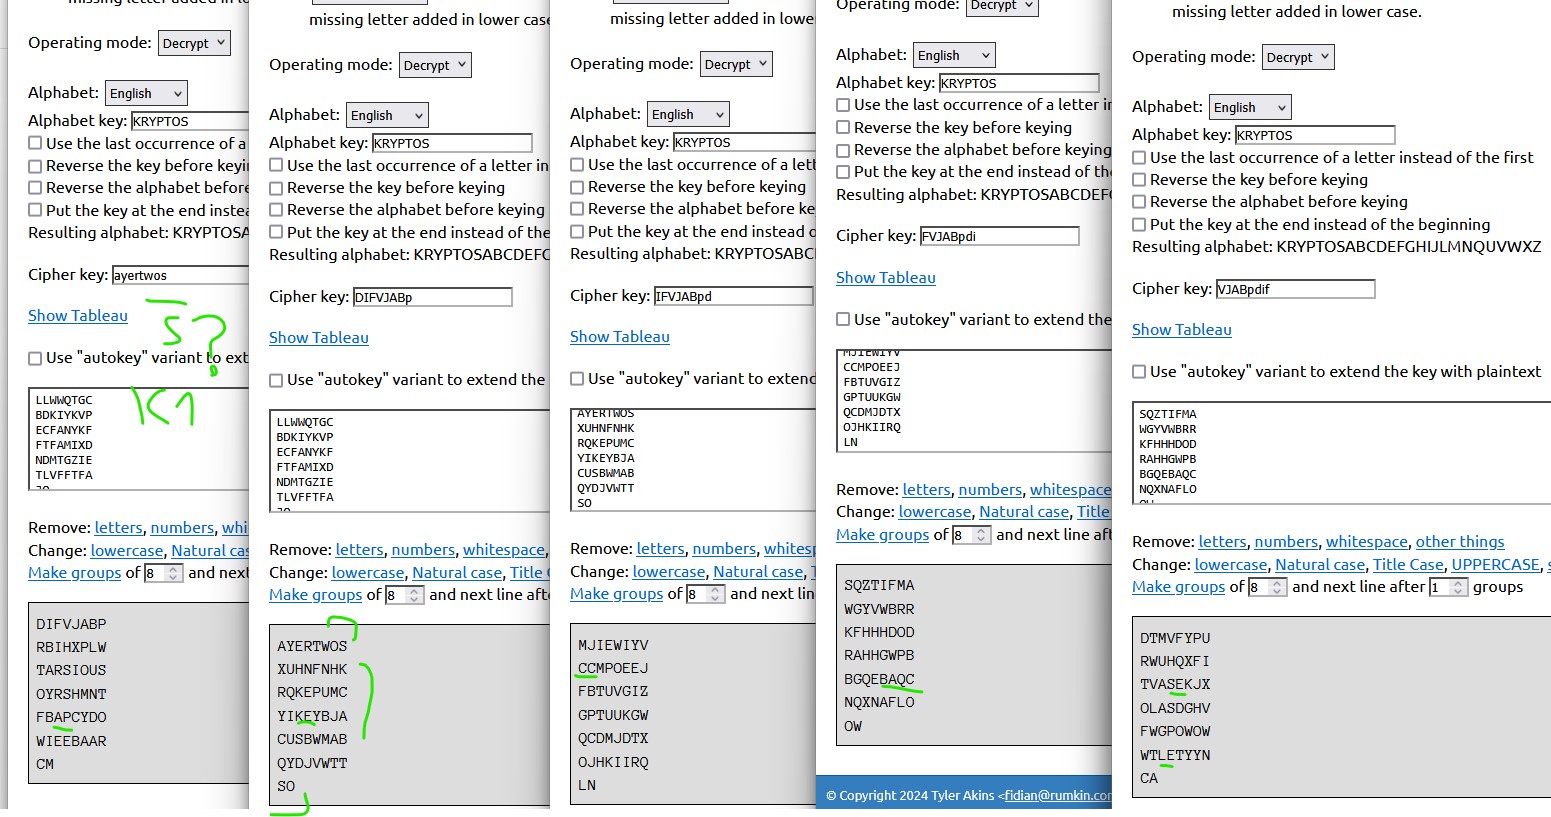 missing letter added in lower case.
Operating mode: Decrypt
Alphabet: English
Alphabet key: KRYPTOS
Use the last occurrence of a
Reverse the key before keyi
Reverse the alphabet before
Put the key at the end instea
Resulting alphabet: KRYPTOSA
Cipher key: ayertwos
Show Tableau
S?
Use "autokey" variant to ext
K1
LLWWQTGC
BDKIYKVP
ECFANYKF
FTFAMIXD
NDMTGZIE
TLVFFTFA
Remove: letters, numbers, whi
Change: lowercase, Natural cas
Make groups of 8 and next
DIFVJABP
RBIHXPLW
TARSIOUS
OYRSHMNT
FBAPCYDO
WIEEBAAR
CM
missing letter added in lower case
Operating mode: Decrypt
Alphabet: English
Alphabet key: KRYPTOS
Use the last occurrence of a letter in
Reverse the key before keying
Reverse the alphabet before keying
Put the key at the end instead of the
Resulting alphabet: KRYPTOSABCDEFG
Cipher key: DIFVJABp
Show Tableau
Use "autokey" variant to extend the
LLWWQTGC
BDKIYKVP
ECFANYKF
FTFAMIXD
NDMTGZIE
TLVFFTFA
Remove: letters, numbers, whitespace,
Change: lowercase, Natural case, Title C
Make groups of 8 and next line afte
AYERTWOS
XUHNFNHK
RQKEPUMC
YIKEYBJA
CUSBWMAB
QYDJVWTT
SO
missing letter added in lowe
Operating mode: Decrypt
Alphabet: English
Alphabet key: KRYPTOS
Use the last occurrence of a lett
Reverse the key before keying
Reverse the alphabet before ke
Put the key at the end instead o
Resulting alphabet: KRYPTOSABCI
Cipher key: IFVJABpd
Show Tableau
Use "autokey" variant to extend
AYERTWOS
XUHNFNHK
RQKEPUMC
YIKEYBJA
CUSBWMAB
QYDJVWTT
SO
Remove: letters, numbers, whitesp
Change: lowercase, Natural case, T
Make groups of 8 and next lin
MJIEWIYV
CCMPOEEJ
FBTUVGIZ
GPTUUKGW
QCDMJDTX
OJHKIIRQ
LN
Operating mode: Decrypt
Alphabet: English
Alphabet key: KRYPTOS
Use the last occurrence of a letter ir
Reverse the key before keying
Reverse the alphabet before keying
Put the key at the end instead of th
Resulting alphabet: KRYPTOSABCDEFG
Cipher key: FVJABpdi
Show Tableau
Use "autokey" variant to extend the
MJIEWIYV
CCMPOEEJ
FBTUVGIZ
GPTUUKGW
QCDMJDTX
OJHKIIRQ
LN
Remove: letters, numbers, whitespace
Change: lowercase, Natural case, Title
Make groups of 8 and next line aft
SQZTIFMA
WGYVWBRR
KFHHHDOD
RAHHGWPB
BGQEBAQC
NQXNAFLO
OW
© Copyright 2024 Tyler Akins <fidian@rumkin.con
missing letter added in lower case.
Operating mode: Decrypt
Alphabet: English
Alphabet key: KRYPTOS
Use the last occurrence of a letter instead of the first
Reverse the key before keying
Reverse the alphabet before keying
Put the key at the end instead of the beginning
Resulting alphabet: KRYPTOSABCDEFGHIJLMNQUVWXZ
Cipher key: VJABpdif
Show Tableau
Use "autokey" variant to extend the key with plaintext
SQZTIFMA
WGYVWBRR
KFHHHDOD
RAHHGWPB
BGQEBAQC
NQXNAFLO
Remove: letters, numbers, whitespace, other things
Change: lowercase, Natural case, Title Case, UPPERCASE, s
Make groups of 8 and next line after 1 groups
DTMVFYPU
RWUHQXFI
TVASEKJX
OLASDGHV
FWGPOWOW
WTLETYYN
CA